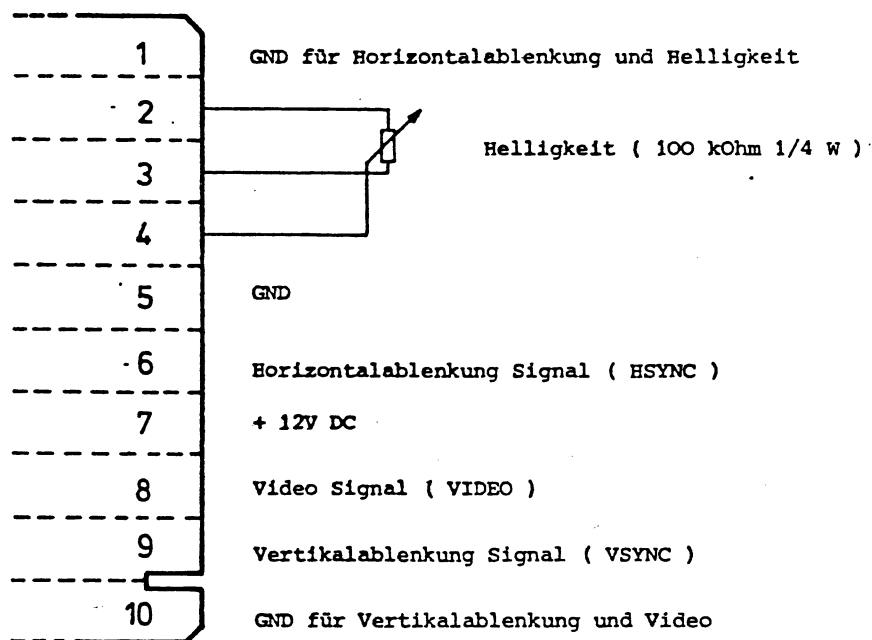 1 GND für Horizontalablenkung und Helligkeit
2
Helligkeit ( 100 kOhm 1/4 W )
3
4
5 GND
6 Horizontalablenkung Signal ( HSYNC )
7 + 12V DC
8 Video Signal ( VIDEO )
9 Vertikalablenkung Signal ( VSYNC )
10 GND für Vertikalablenkung und Video